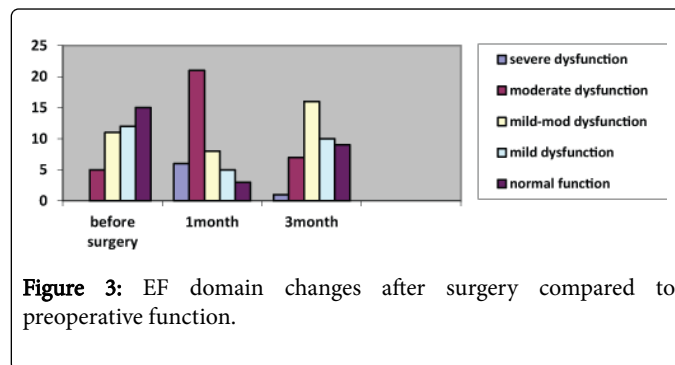 25
20
15
10
5
0
before surgery
1month
3month
severe dysfunction
moderate dysfunction
mild-mod dysfunction
mild dysfunction
normal function
Figure 3: EF domain changes after surgery compared to
preoperative function.